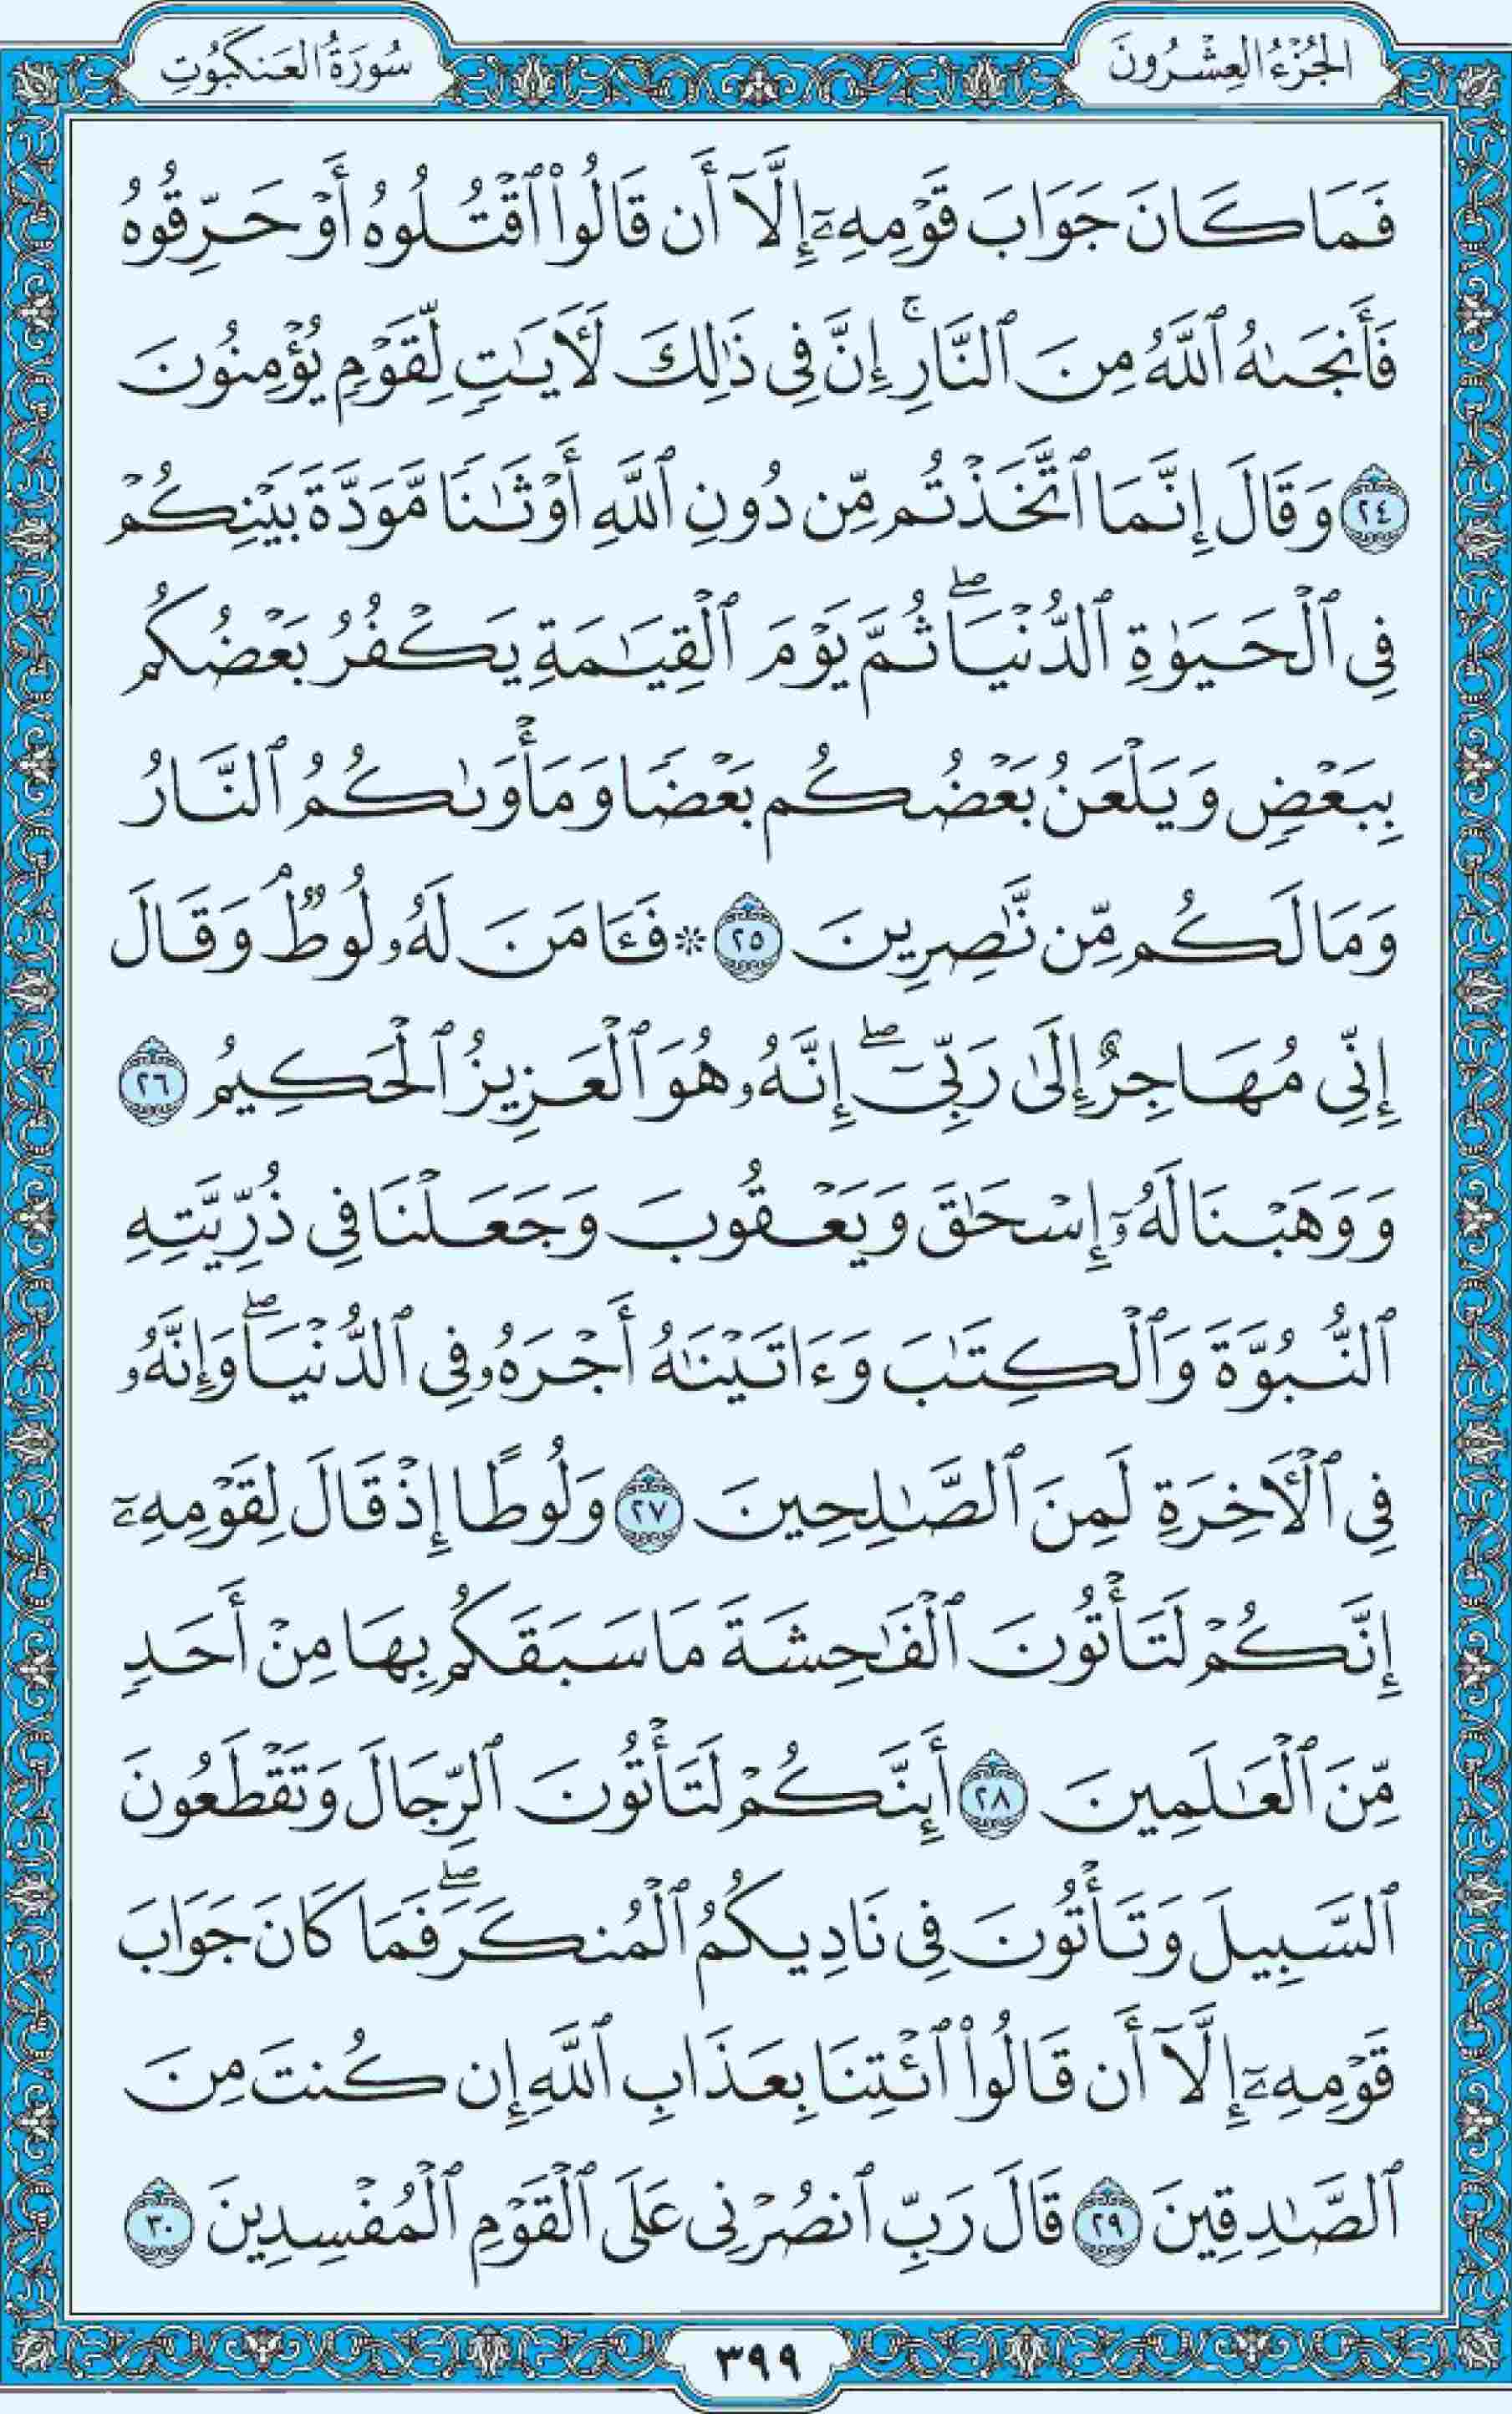 الجُزْءُ العِشْرُونَ
سُورَةُ العَنكَبُوتِ
فَمَا كَانَ جَوَابَ قَوْمِهِۦٓ إِلَّآ أَن قَالُوا۟ ٱقْتُلُوهُ أَوْ حَرِّقُوهُ
فَأَنجَىٰهُ ٱللَّهُ مِنَ ٱلنَّارِۚ إِنَّ فِى ذَٰلِكَ لَـَٔايَـٰتٍ لِّقَوْمٍ يُؤْمِنُونَ
٢٤ وَقَالَ إِنَّمَا ٱتَّخَذْتُم مِّن دُونِ ٱللَّهِ أَوْثَـٰنًا مَّوَدَّةَ بَيْنِكُمْ
فِى ٱلْحَيَوٰةِ ٱلدُّنْيَاۖ ثُمَّ يَوْمَ ٱلْقِيَـٰمَةِ يَكْفُرُ بَعْضُكُم
بِبَعْضٍ وَيَلْعَنُ بَعْضُكُم بَعْضًا وَمَأْوَىٰكُمُ ٱلنَّارُ
وَمَا لَكُم مِّن نَّـٰصِرِينَ ٢٥ ۞ فَـَٔامَنَ لَهُۥ لُوطٌۘ وَقَالَ
إِنِّى مُهَاجِرٌ إِلَىٰ رَبِّىٓۖ إِنَّهُۥ هُوَ ٱلْعَزِيزُ ٱلْحَكِيمُ ٢٦
وَوَهَبْنَا لَهُۥٓ إِسْحَـٰقَ وَيَعْقُوبَ وَجَعَلْنَا فِى ذُرِّيَّتِهِ
ٱلنُّبُوَّةَ وَٱلْكِتَـٰبَ وَءَاتَيْنَـٰهُ أَجْرَهُۥ فِى ٱلدُّنْيَاۖ وَإِنَّهُۥ
فِى ٱلْـَٔاخِرَةِ لَمِنَ ٱلصَّـٰلِحِينَ ٢٧ وَلُوطًا إِذْ قَالَ لِقَوْمِهِۦٓ
إِنَّكُمْ لَتَأْتُونَ ٱلْفَـٰحِشَةَ مَا سَبَقَكُم بِهَا مِنْ أَحَدٍ
مِّنَ ٱلْعَـٰلَمِينَ ٢٨ أَئِنَّكُمْ لَتَأْتُونَ ٱلرِّجَالَ وَتَقْطَعُونَ
ٱلسَّبِيلَ وَتَأْتُونَ فِى نَادِيكُمُ ٱلْمُنكَرَۖ فَمَا كَانَ جَوَابَ
قَوْمِهِۦٓ إِلَّآ أَن قَالُوا۟ ٱئْتِنَا بِعَذَابِ ٱللَّهِ إِن كُنتَ مِنَ
ٱلصَّـٰدِقِينَ ٢٩ قَالَ رَبِّ ٱنصُرْنِى عَلَى ٱلْقَوْمِ ٱلْمُفْسِدِينَ ٣٠
٣٩٩